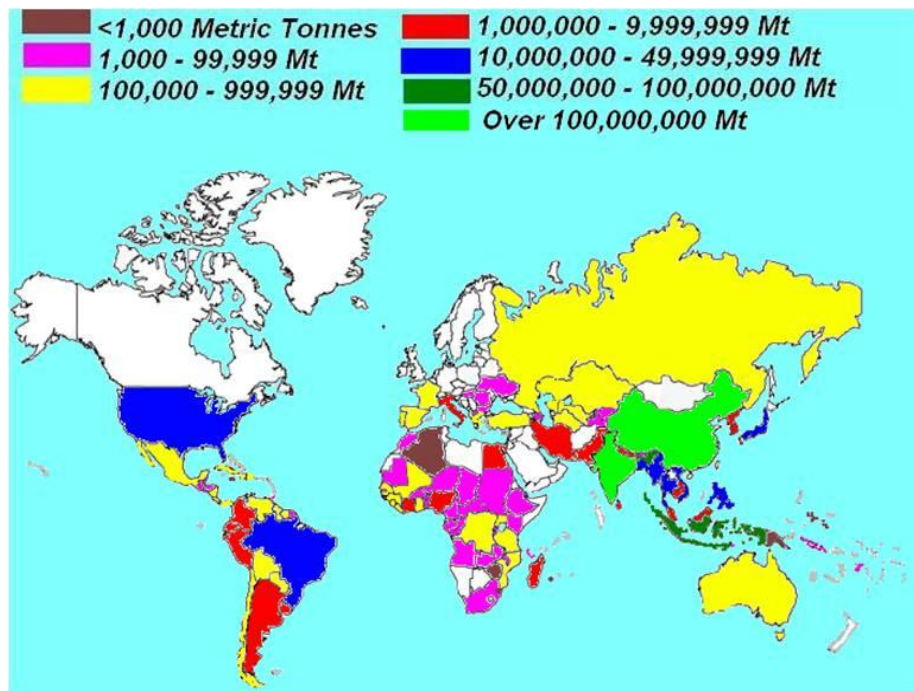 <1,000 Metric Tonnes
1,000 - 99,999 Mt
100,000 - 999,999 Mt
1,000,000 - 9,999,999 Mt
10,000,000 - 49,999,999 Mt
50,000,000 - 100,000,000 Mt
Over 100,000,000 Mt